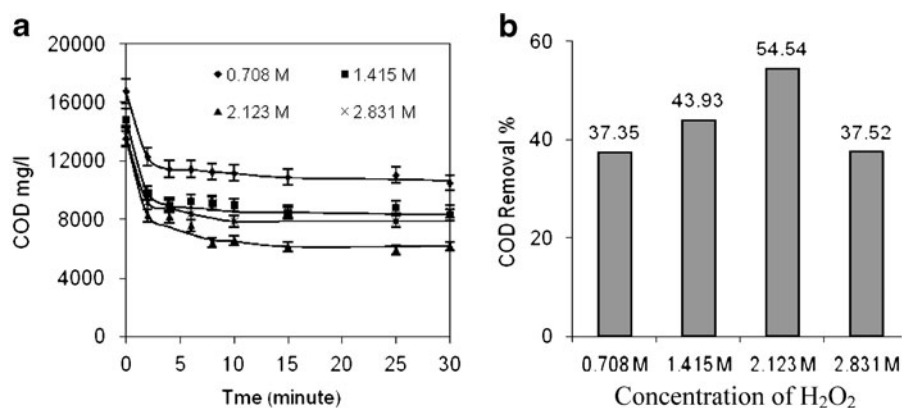 a
20000
16000
12000
8000
4000
0
COD mg/l
0.708 M
1.415 M
2.123 M
2.831 M
0 5 10 15 20 25 30
Tme (minute)
b
60
40
20
0
COD Removal %
37.35
43.93
54.54
37.52
0.708 M 1.415 M 2.123 M 2.831 M
Concentration of H₂O₂